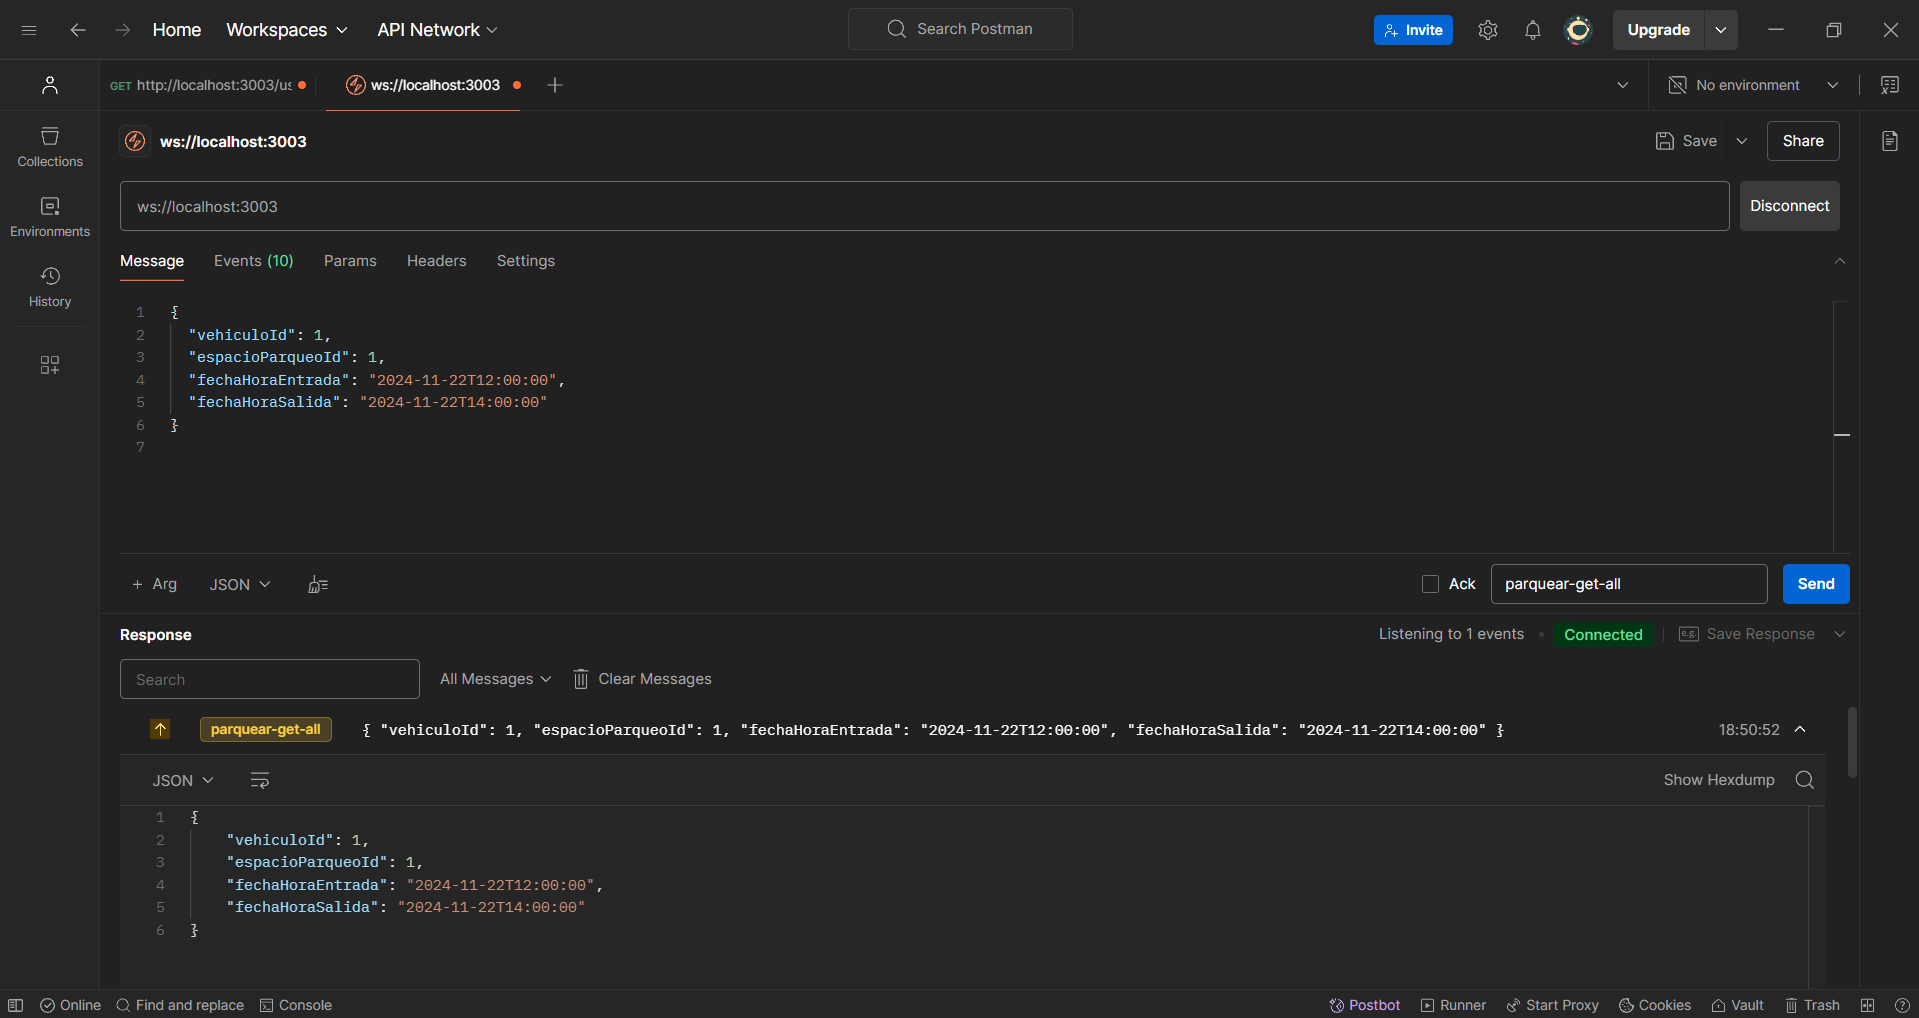 Home Workspaces API Network Search Postman Invite Upgrade
GET http://localhost:3003/us ws://localhost:3003 No environment
ws://localhost:3003 Save Share
Collections
ws://localhost:3003 Disconnect
Environments
Message Events (10) Params Headers Settings
History
1 {
2 "vehiculoId": 1,
3 "espacioParqueoId": 1,
4 "fechaHoraEntrada": "2024-11-22T12:00:00",
5 "fechaHoraSalida": "2024-11-22T14:00:00"
6 }
7
+ Arg JSON Ack parquear-get-all Send
Response Listening to 1 events Connected e.g. Save Response
Search All Messages Clear Messages
parquear-get-all { "vehiculoId": 1, "espacioParqueoId": 1, "fechaHoraEntrada": "2024-11-22T12:00:00", "fechaHoraSalida": "2024-11-22T14:00:00" } 18:50:52
JSON Show Hexdump
1 {
2 "vehiculoId": 1,
3 "espacioParqueoId": 1,
4 "fechaHoraEntrada": "2024-11-22T12:00:00",
5 "fechaHoraSalida": "2024-11-22T14:00:00"
6 }
Online Find and replace Console Postbot Runner Start Proxy Cookies Vault Trash